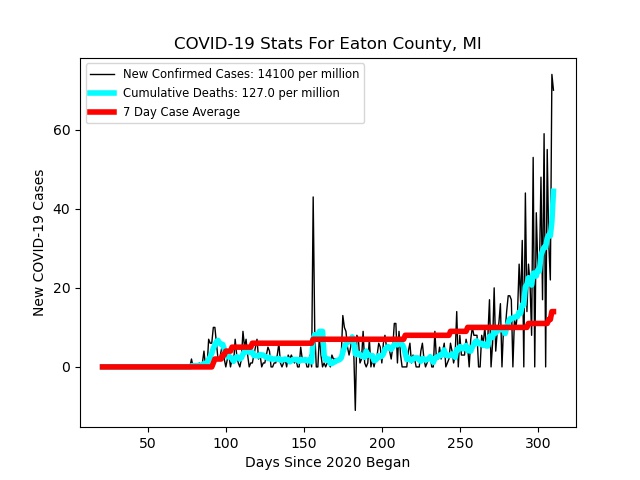 COVID-19 Stats For Eaton County, MI
New Confirmed Cases: 14100 per million
Cumulative Deaths: 127.0 per million
7 Day Case Average
New COVID-19 Cases
60
40
20
0
50 100 150 200 250 300
Days Since 2020 Began